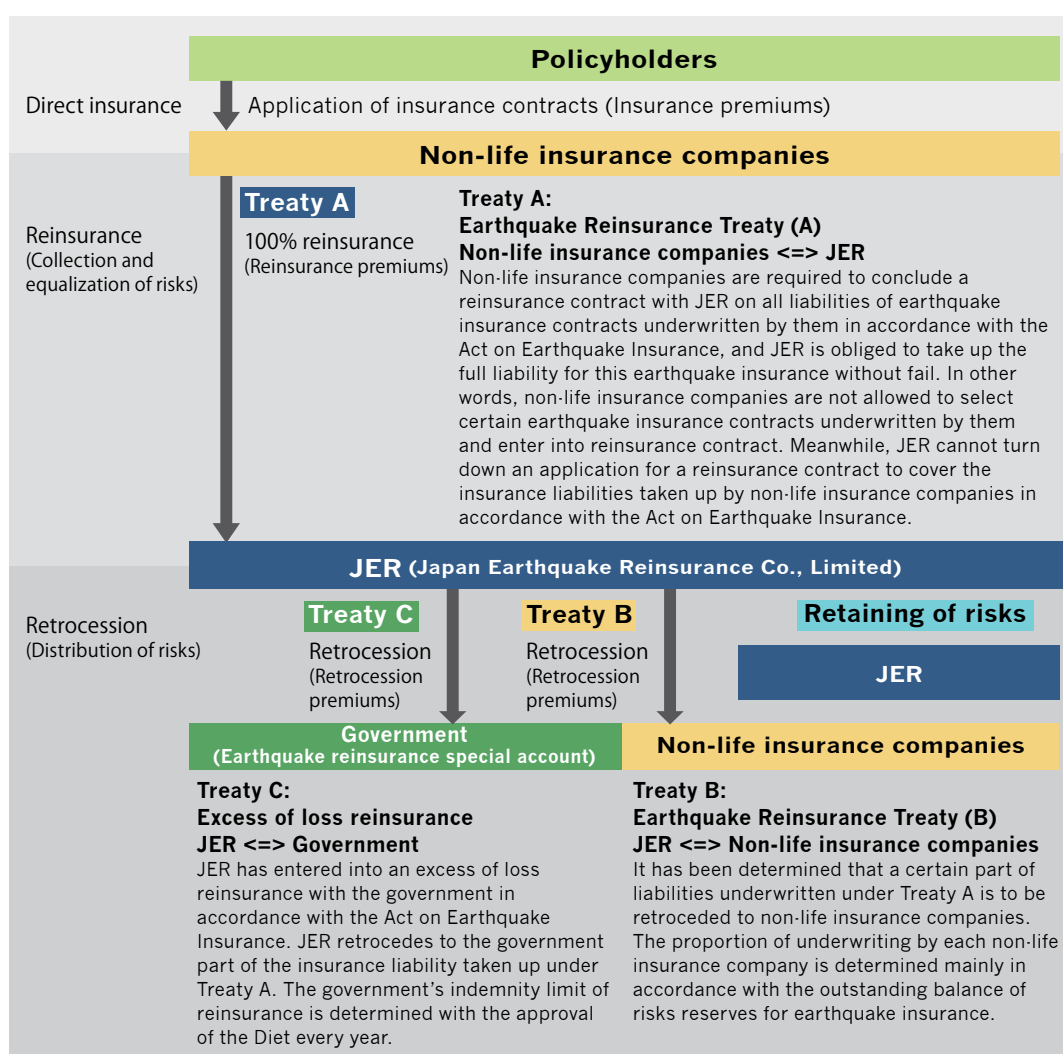 Policyholders
Direct insurance
Application of insurance contracts (Insurance premiums)
Non-life insurance companies
Reinsurance
(Collection and
equalization of risks)
Treaty A
100% reinsurance
(Reinsurance premiums)
Treaty A:
Earthquake Reinsurance Treaty (A)
Non-life insurance companies <=> JER
Non-life insurance companies are required to conclude a
reinsurance contract with JER on all liabilities of earthquake
insurance contracts underwritten by them in accordance with the
Act on Earthquake Insurance, and JER is obliged to take up the
full liability for this earthquake insurance without fail. In other
words, non-life insurance companies are not allowed to select
certain earthquake insurance contracts underwritten by them
and enter into reinsurance contract. Meanwhile, JER cannot turn
down an application for a reinsurance contract to cover the
insurance liabilities taken up by non-life insurance companies in
accordance with the Act on Earthquake Insurance.
JER (Japan Earthquake Reinsurance Co., Limited)
Retrocession
(Distribution of risks)
Treaty C
Retrocession
(Retrocession
premiums)
Treaty B
Retrocession
(Retrocession
premiums)
Retaining of risks
JER
Government
(Earthquake reinsurance special account)
Non-life insurance companies
Treaty C:
Excess of loss reinsurance
JER <=> Government
JER has entered into an excess of loss
reinsurance with the government in
accordance with the Act on Earthquake
Insurance. JER retrocedes to the government
part of the insurance liability taken up under
Treaty A. The government's indemnity limit of
reinsurance is determined with the approval
of the Diet every year.
Treaty B:
Earthquake Reinsurance Treaty (B)
JER <=> Non-life insurance companies
It has been determined that a certain part of
liabilities underwritten under Treaty A is to be
retroceded to non-life insurance companies.
The proportion of underwriting by each non-life
insurance company is determined mainly in
accordance with the outstanding balance of
risks reserves for earthquake insurance.